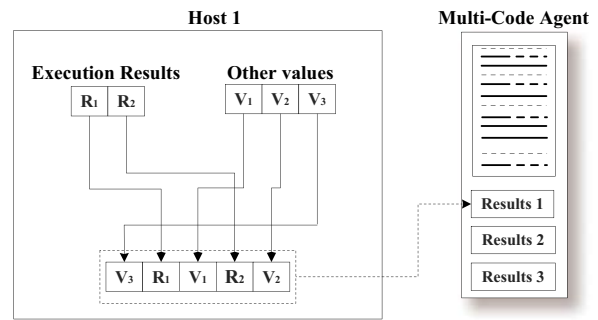 Host 1
Multi-Code Agent
Execution Results
Other values
R1 R2
V1 V2 V3
V3 R1 V1 R2 V2
Results 1
Results 2
Results 3